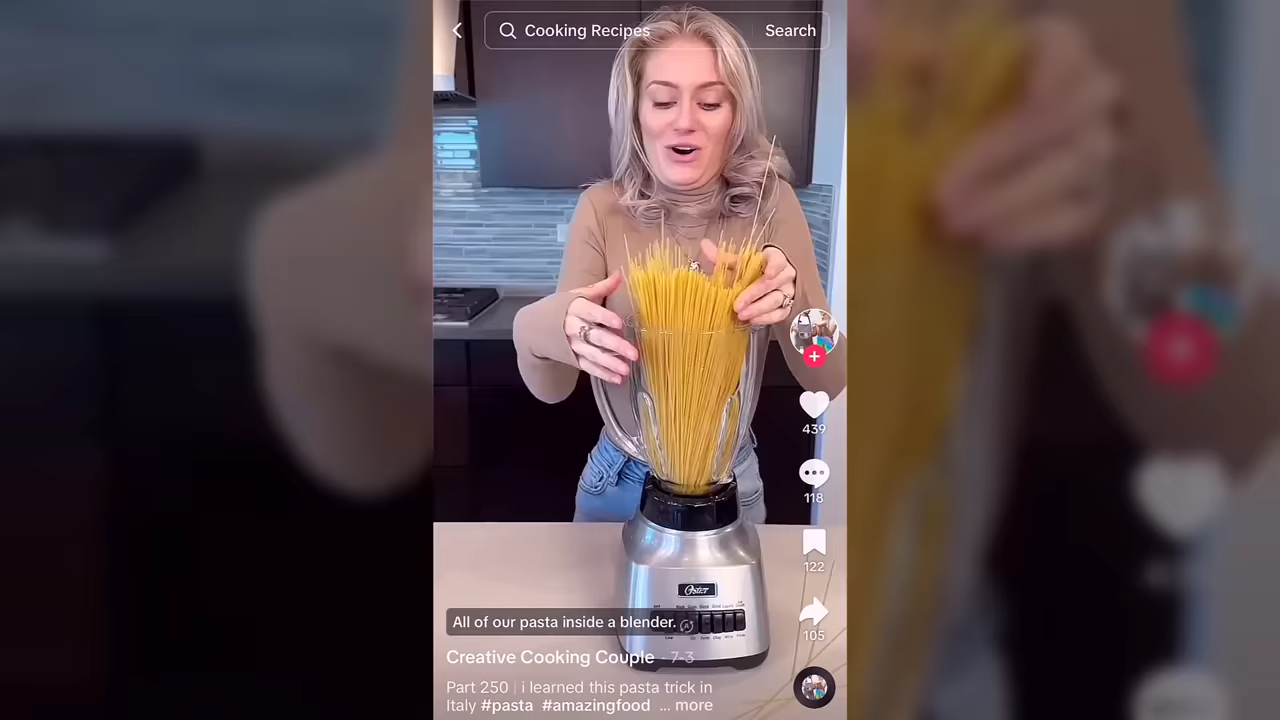 Cooking Recipes
Search
439
118
122
105
Oster
All of our pasta inside a blender.
Creative Cooking Couple · 7-3
Part 250 | i learned this pasta trick in
Italy #pasta #amazingfood ... more